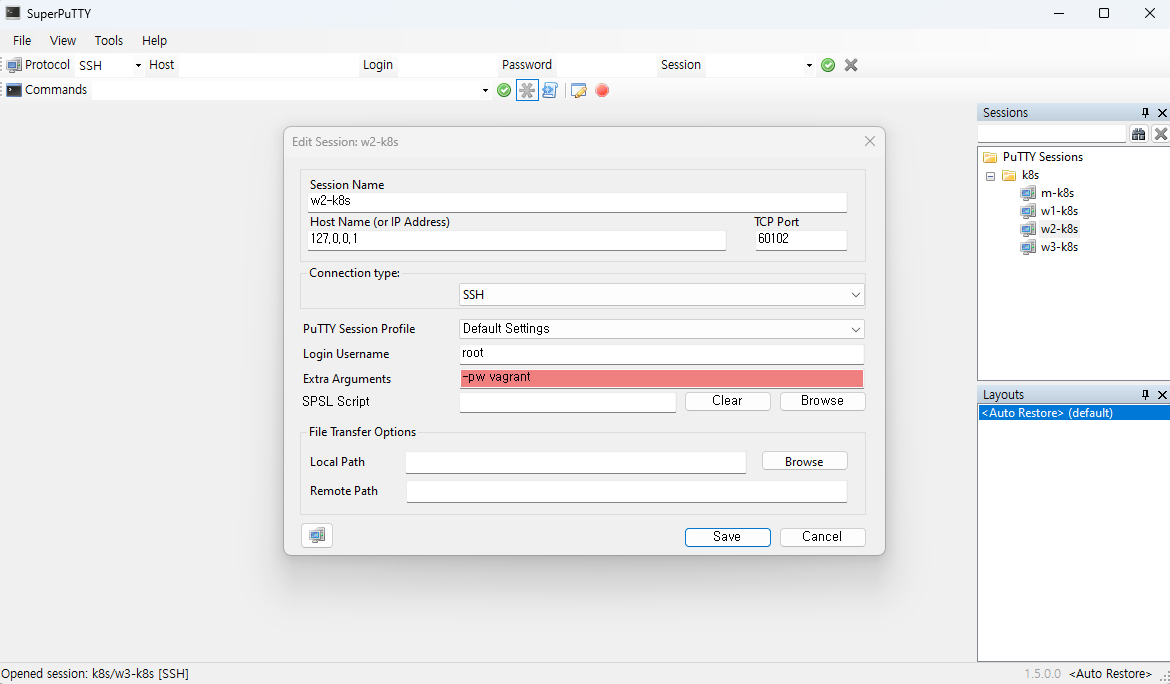 SuperPuTTY
File View Tools Help
Protocol SSH Host Login Password Session
Commands
Sessions
PuTTY Sessions
k8s
m-k8s
w1-k8s
w2-k8s
w3-k8s
Layouts
<Auto Restore> (default)
Edit Session: w2-k8s
Session Name
w2-k8s
Host Name (or IP Address) TCP Port
127.0.0.1 60102
Connection type:
SSH
PuTTY Session Profile Default Settings
Login Username root
Extra Arguments -pw vagrant
SPSL Script Clear Browse
File Transfer Options
Local Path Browse
Remote Path
Save Cancel
Opened session: k8s/w3-k8s [SSH] 1.5.0.0 <Auto Restore>